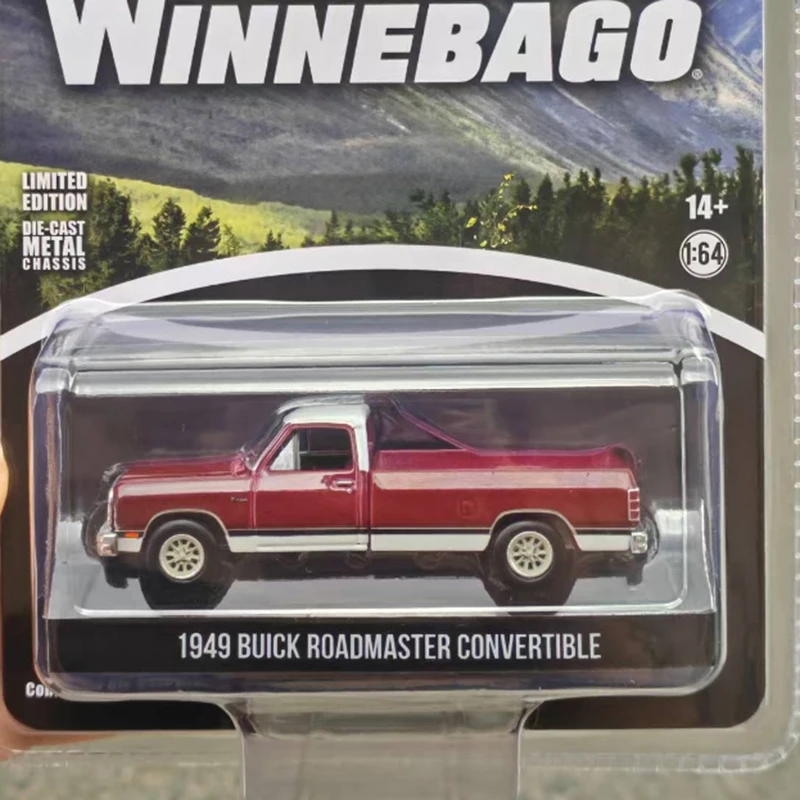 WINNEBAGO®
LIMITED
EDITION
DIE-CAST
METAL
CHASSIS
14+
1:64
1949 BUICK ROADMASTER CONVERTIBLE